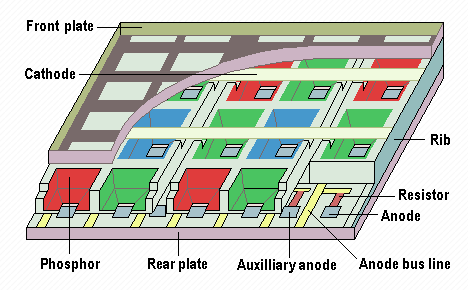 Front plate
Cathode
Rib
Resistor
Anode
Phosphor
Rear plate
Auxilliary anode
Anode bus line